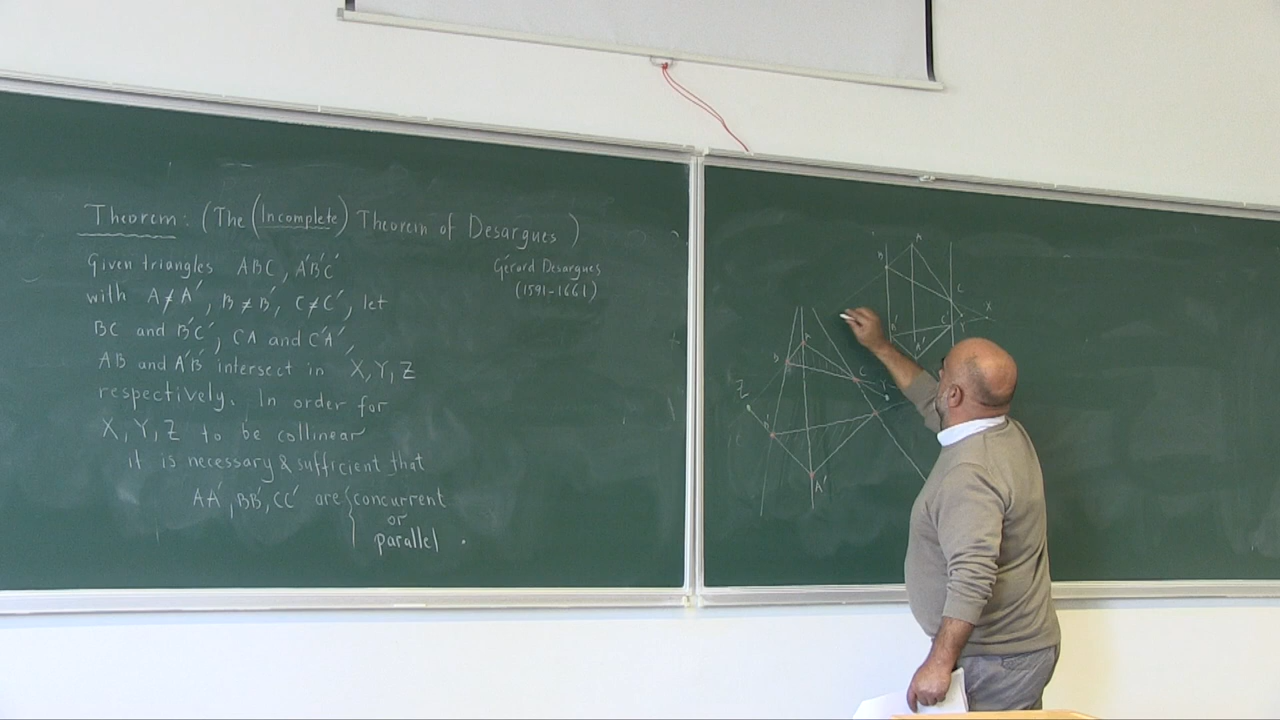 Theorem: (The (Incomplete) Theorem of Desargues)
Given triangles ABC, A'B'C'
Gérard Desargues
(1591-1661)
with A≠A', B≠B', C≠C', let
BC and B'C', CA and C'A',
AB and A'B' intersect in X, Y, Z
respectively. In order for
X, Y, Z to be collinear
it is necessary & sufficient that
AA', BB', CC' are { concurrent
or
parallel .
A
B
C
X
Y
C'
B'
A'
A
B
C
Y
Z
A'